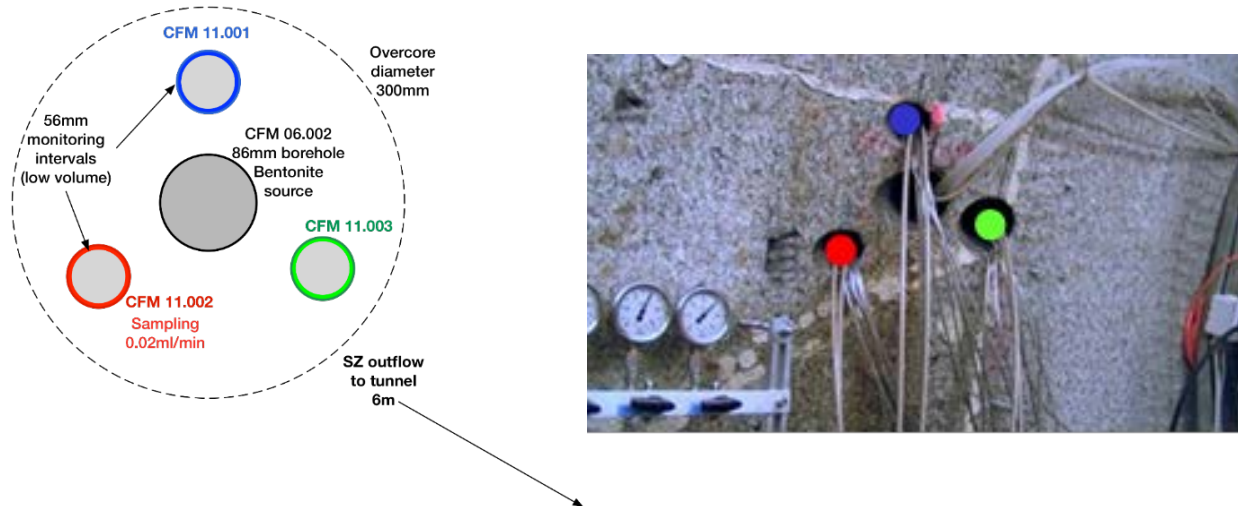 CFM 11.001
Overcore
diameter
300mm
56mm
monitoring
intervals
(low volume)
CFM 06.002
86mm borehole
Bentonite
source
CFM 11.003
CFM 11.002
Sampling
0.02ml/min
SZ outflow
to tunnel
6m